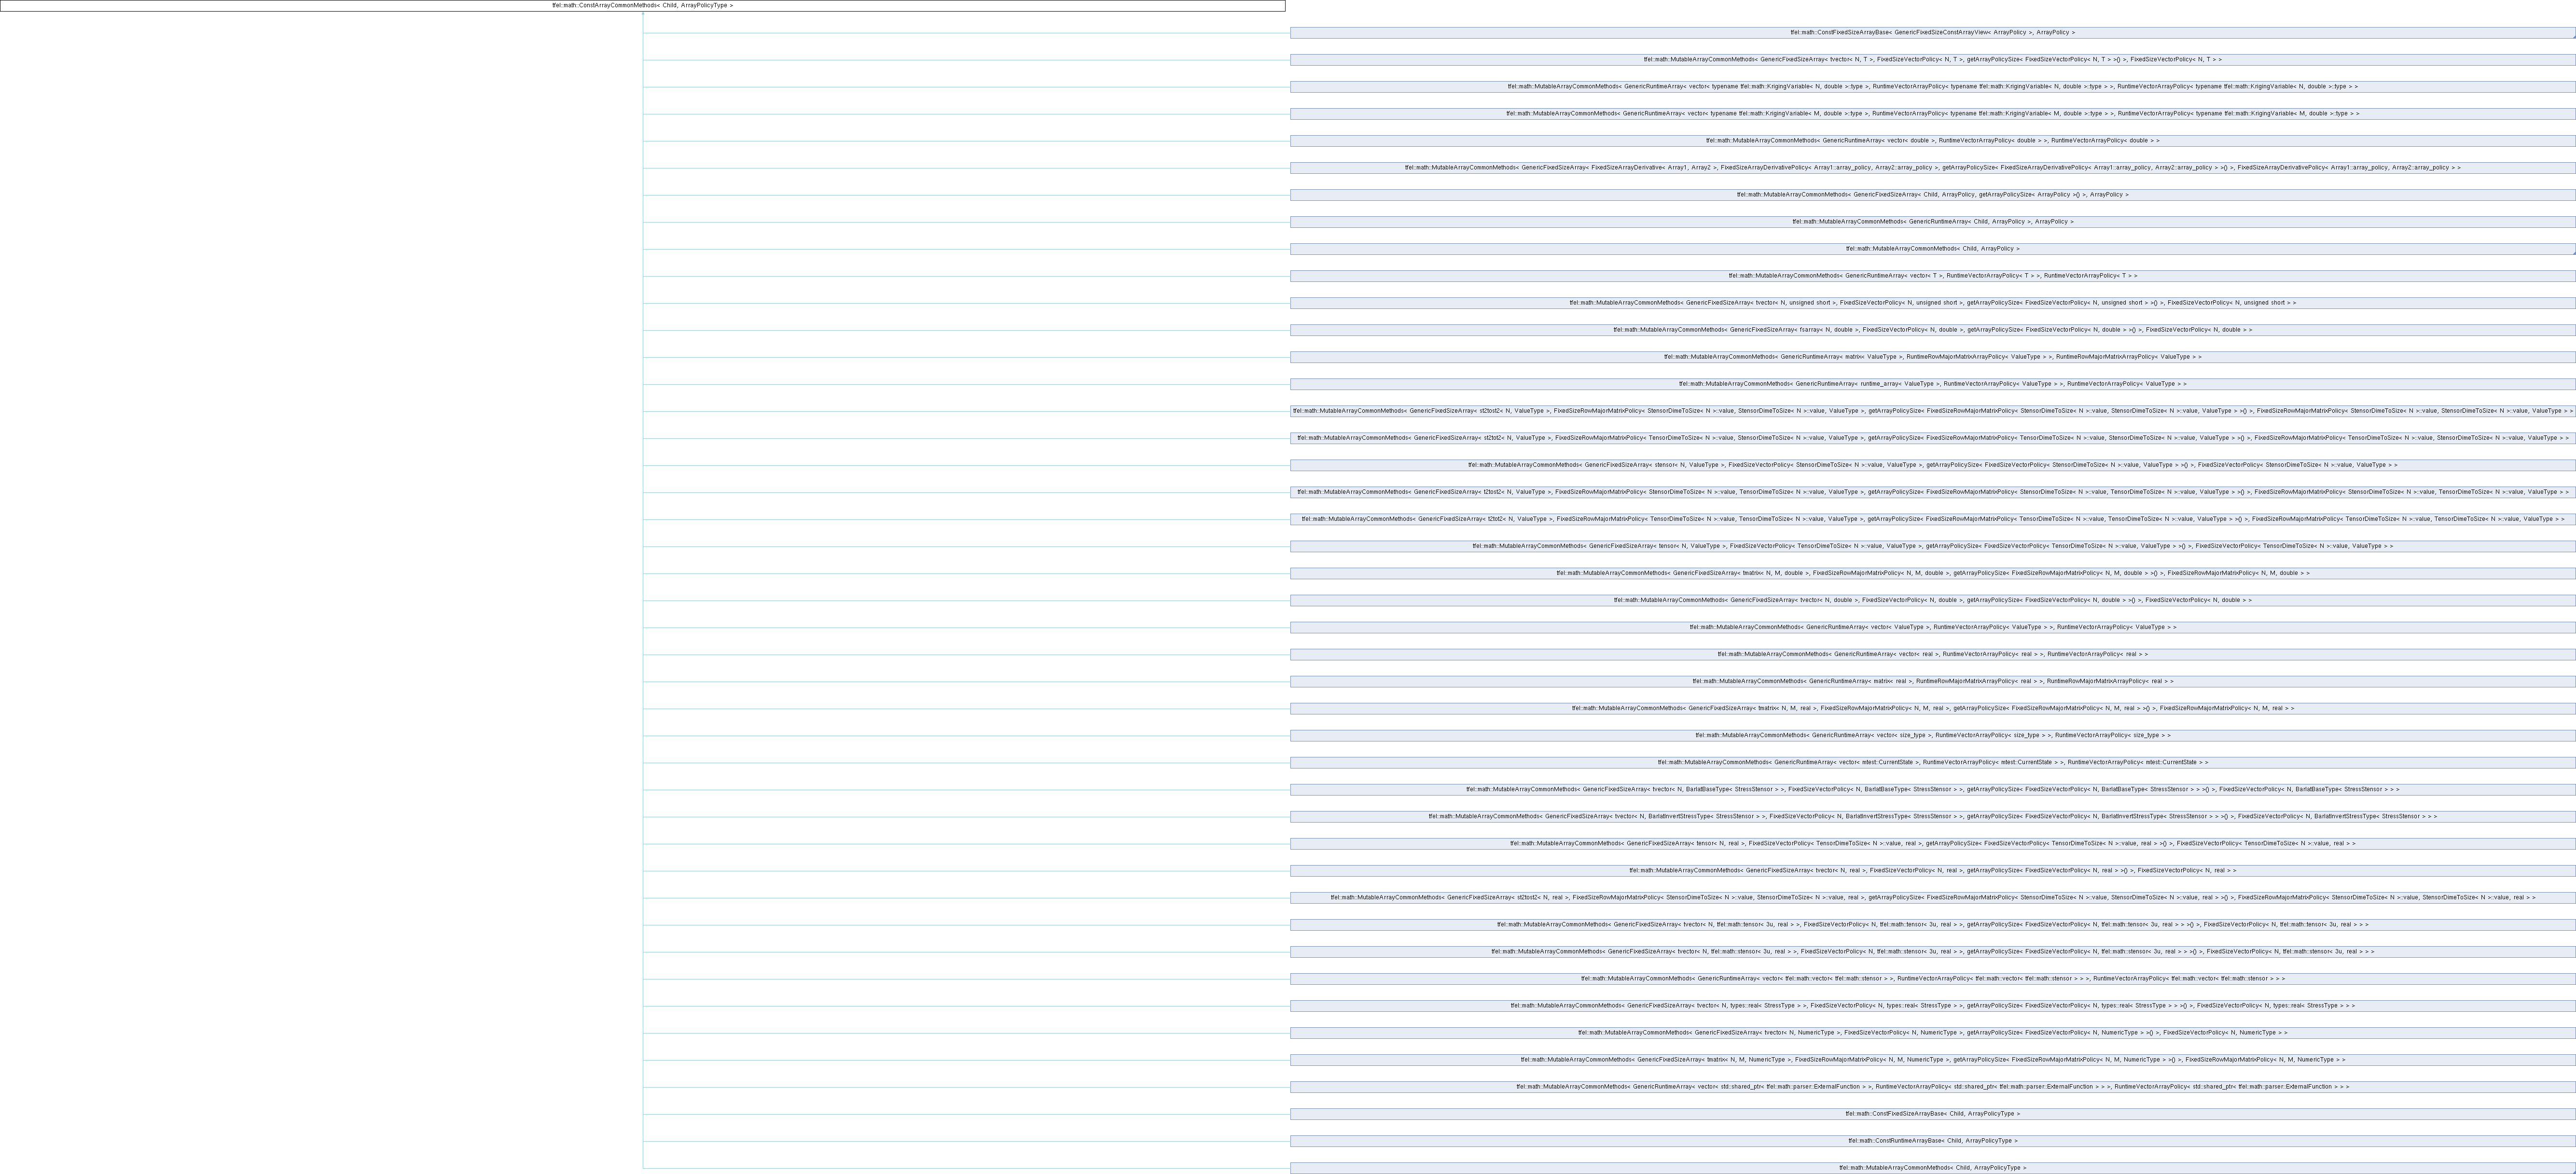 tfel::math::ConstArrayCommonMethods< Child, ArrayPolicyType >
tfel::math::ConstFixedSizeArrayBase< GenericFixedSizeConstArrayView< ArrayPolicy >, ArrayPolicy >
tfel::math::MutableArrayCommonMethods< GenericFixedSizeArray< tvector< N, T >, FixedSizeVectorPolicy< N, T >, getArrayPolicySize< FixedSizeVectorPolicy< N, T > >() >, FixedSizeVectorPolicy< N, T > >
tfel::math::MutableArrayCommonMethods< GenericRuntimeArray< vector< typename tfel::math::KrigingVariable< N, double >::type >, RuntimeVectorArrayPolicy< typename tfel::math::KrigingVariable< N, double >::type > >, RuntimeVectorArrayPolicy< typename tfel::math::KrigingVariable< N, double >::type > >
tfel::math::MutableArrayCommonMethods< GenericRuntimeArray< vector< typename tfel::math::KrigingVariable< M, double >::type >, RuntimeVectorArrayPolicy< typename tfel::math::KrigingVariable< M, double >::type > >, RuntimeVectorArrayPolicy< typename tfel::math::KrigingVariable< M, double >::type > >
tfel::math::MutableArrayCommonMethods< GenericRuntimeArray< vector< double >, RuntimeVectorArrayPolicy< double > >, RuntimeVectorArrayPolicy< double > >
tfel::math::MutableArrayCommonMethods< GenericFixedSizeArray< FixedSizeArrayDerivative< Array1, Array2 >, FixedSizeArrayDerivativePolicy< Array1::array_policy, Array2::array_policy >, getArrayPolicySize< FixedSizeArrayDerivativePolicy< Array1::array_policy, Array2::array_policy > >() >, FixedSizeArrayDerivativePolicy< Array1::array_policy, Array2::array_policy > >
tfel::math::MutableArrayCommonMethods< GenericFixedSizeArray< Child, ArrayPolicy, getArrayPolicySize< ArrayPolicy >() >, ArrayPolicy >
tfel::math::MutableArrayCommonMethods< GenericRuntimeArray< Child, ArrayPolicy >, ArrayPolicy >
tfel::math::MutableArrayCommonMethods< Child, ArrayPolicy >
tfel::math::MutableArrayCommonMethods< GenericRuntimeArray< vector< T >, RuntimeVectorArrayPolicy< T > >, RuntimeVectorArrayPolicy< T > >
tfel::math::MutableArrayCommonMethods< GenericFixedSizeArray< tvector< N, unsigned short >, FixedSizeVectorPolicy< N, unsigned short >, getArrayPolicySize< FixedSizeVectorPolicy< N, unsigned short > >() >, FixedSizeVectorPolicy< N, unsigned short > >
tfel::math::MutableArrayCommonMethods< GenericFixedSizeArray< fsarray< N, double >, FixedSizeVectorPolicy< N, double >, getArrayPolicySize< FixedSizeVectorPolicy< N, double > >() >, FixedSizeVectorPolicy< N, double > >
tfel::math::MutableArrayCommonMethods< GenericRuntimeArray< matrix< ValueType >, RuntimeRowMajorMatrixArrayPolicy< ValueType > >, RuntimeRowMajorMatrixArrayPolicy< ValueType > >
tfel::math::MutableArrayCommonMethods< GenericRuntimeArray< runtime_array< ValueType >, RuntimeVectorArrayPolicy< ValueType > >, RuntimeVectorArrayPolicy< ValueType > >
tfel::math::MutableArrayCommonMethods< GenericFixedSizeArray< st2tost2< N, ValueType >, FixedSizeRowMajorMatrixPolicy< StensorDimeToSize< N >::value, StensorDimeToSize< N >::value, ValueType >, getArrayPolicySize< FixedSizeRowMajorMatrixPolicy< StensorDimeToSize< N >::value, StensorDimeToSize< N >::value, ValueType > >() >, FixedSizeRowMajorMatrixPolicy< StensorDimeToSize< N >::value, StensorDimeToSize< N >::value, ValueType > >
tfel::math::MutableArrayCommonMethods< GenericFixedSizeArray< st2tot2< N, ValueType >, FixedSizeRowMajorMatrixPolicy< TensorDimeToSize< N >::value, StensorDimeToSize< N >::value, ValueType >, getArrayPolicySize< FixedSizeRowMajorMatrixPolicy< TensorDimeToSize< N >::value, StensorDimeToSize< N >::value, ValueType > >() >, FixedSizeRowMajorMatrixPolicy< TensorDimeToSize< N >::value, StensorDimeToSize< N >::value, ValueType > >
tfel::math::MutableArrayCommonMethods< GenericFixedSizeArray< stensor< N, ValueType >, FixedSizeVectorPolicy< StensorDimeToSize< N >::value, ValueType >, getArrayPolicySize< FixedSizeVectorPolicy< StensorDimeToSize< N >::value, ValueType > >() >, FixedSizeVectorPolicy< StensorDimeToSize< N >::value, ValueType > >
tfel::math::MutableArrayCommonMethods< GenericFixedSizeArray< t2tost2< N, ValueType >, FixedSizeRowMajorMatrixPolicy< StensorDimeToSize< N >::value, TensorDimeToSize< N >::value, ValueType >, getArrayPolicySize< FixedSizeRowMajorMatrixPolicy< StensorDimeToSize< N >::value, TensorDimeToSize< N >::value, ValueType > >() >, FixedSizeRowMajorMatrixPolicy< StensorDimeToSize< N >::value, TensorDimeToSize< N >::value, ValueType > >
tfel::math::MutableArrayCommonMethods< GenericFixedSizeArray< t2tot2< N, ValueType >, FixedSizeRowMajorMatrixPolicy< TensorDimeToSize< N >::value, TensorDimeToSize< N >::value, ValueType >, getArrayPolicySize< FixedSizeRowMajorMatrixPolicy< TensorDimeToSize< N >::value, TensorDimeToSize< N >::value, ValueType > >() >, FixedSizeRowMajorMatrixPolicy< TensorDimeToSize< N >::value, TensorDimeToSize< N >::value, ValueType > >
tfel::math::MutableArrayCommonMethods< GenericFixedSizeArray< tensor< N, ValueType >, FixedSizeVectorPolicy< TensorDimeToSize< N >::value, ValueType >, getArrayPolicySize< FixedSizeVectorPolicy< TensorDimeToSize< N >::value, ValueType > >() >, FixedSizeVectorPolicy< TensorDimeToSize< N >::value, ValueType > >
tfel::math::MutableArrayCommonMethods< GenericFixedSizeArray< tmatrix< N, M, double >, FixedSizeRowMajorMatrixPolicy< N, M, double >, getArrayPolicySize< FixedSizeRowMajorMatrixPolicy< N, M, double > >() >, FixedSizeRowMajorMatrixPolicy< N, M, double > >
tfel::math::MutableArrayCommonMethods< GenericFixedSizeArray< tvector< N, double >, FixedSizeVectorPolicy< N, double >, getArrayPolicySize< FixedSizeVectorPolicy< N, double > >() >, FixedSizeVectorPolicy< N, double > >
tfel::math::MutableArrayCommonMethods< GenericRuntimeArray< vector< ValueType >, RuntimeVectorArrayPolicy< ValueType > >, RuntimeVectorArrayPolicy< ValueType > >
tfel::math::MutableArrayCommonMethods< GenericRuntimeArray< vector< real >, RuntimeVectorArrayPolicy< real > >, RuntimeVectorArrayPolicy< real > >
tfel::math::MutableArrayCommonMethods< GenericRuntimeArray< matrix< real >, RuntimeRowMajorMatrixArrayPolicy< real > >, RuntimeRowMajorMatrixArrayPolicy< real > >
tfel::math::MutableArrayCommonMethods< GenericFixedSizeArray< tmatrix< N, M, real >, FixedSizeRowMajorMatrixPolicy< N, M, real >, getArrayPolicySize< FixedSizeRowMajorMatrixPolicy< N, M, real > >() >, FixedSizeRowMajorMatrixPolicy< N, M, real > >
tfel::math::MutableArrayCommonMethods< GenericRuntimeArray< vector< size_type >, RuntimeVectorArrayPolicy< size_type > >, RuntimeVectorArrayPolicy< size_type > >
tfel::math::MutableArrayCommonMethods< GenericRuntimeArray< vector< mtest::CurrentState >, RuntimeVectorArrayPolicy< mtest::CurrentState > >, RuntimeVectorArrayPolicy< mtest::CurrentState > >
tfel::math::MutableArrayCommonMethods< GenericFixedSizeArray< tvector< N, BarlatBaseType< StressStensor > >, FixedSizeVectorPolicy< N, BarlatBaseType< StressStensor > >, getArrayPolicySize< FixedSizeVectorPolicy< N, BarlatBaseType< StressStensor > > >() >, FixedSizeVectorPolicy< N, BarlatBaseType< StressStensor > > >
tfel::math::MutableArrayCommonMethods< GenericFixedSizeArray< tvector< N, BarlatInvertStressType< StressStensor > >, FixedSizeVectorPolicy< N, BarlatInvertStressType< StressStensor > >, getArrayPolicySize< FixedSizeVectorPolicy< N, BarlatInvertStressType< StressStensor > > >() >, FixedSizeVectorPolicy< N, BarlatInvertStressType< StressStensor > > >
tfel::math::MutableArrayCommonMethods< GenericFixedSizeArray< tensor< N, real >, FixedSizeVectorPolicy< TensorDimeToSize< N >::value, real >, getArrayPolicySize< FixedSizeVectorPolicy< TensorDimeToSize< N >::value, real > >() >, FixedSizeVectorPolicy< TensorDimeToSize< N >::value, real > >
tfel::math::MutableArrayCommonMethods< GenericFixedSizeArray< tvector< N, real >, FixedSizeVectorPolicy< N, real >, getArrayPolicySize< FixedSizeVectorPolicy< N, real > >() >, FixedSizeVectorPolicy< N, real > >
tfel::math::MutableArrayCommonMethods< GenericFixedSizeArray< st2tost2< N, real >, FixedSizeRowMajorMatrixPolicy< StensorDimeToSize< N >::value, StensorDimeToSize< N >::value, real >, getArrayPolicySize< FixedSizeRowMajorMatrixPolicy< StensorDimeToSize< N >::value, StensorDimeToSize< N >::value, real > >() >, FixedSizeRowMajorMatrixPolicy< StensorDimeToSize< N >::value, StensorDimeToSize< N >::value, real > >
tfel::math::MutableArrayCommonMethods< GenericFixedSizeArray< tvector< N, tfel::math::tensor< 3u, real > >, FixedSizeVectorPolicy< N, tfel::math::tensor< 3u, real > >, getArrayPolicySize< FixedSizeVectorPolicy< N, tfel::math::tensor< 3u, real > > >() >, FixedSizeVectorPolicy< N, tfel::math::tensor< 3u, real > > >
tfel::math::MutableArrayCommonMethods< GenericFixedSizeArray< tvector< N, tfel::math::stensor< 3u, real > >, FixedSizeVectorPolicy< N, tfel::math::stensor< 3u, real > >, getArrayPolicySize< FixedSizeVectorPolicy< N, tfel::math::stensor< 3u, real > > >() >, FixedSizeVectorPolicy< N, tfel::math::stensor< 3u, real > > >
tfel::math::MutableArrayCommonMethods< GenericRuntimeArray< vector< tfel::math::vector< tfel::math::stensor > >, RuntimeVectorArrayPolicy< tfel::math::vector< tfel::math::stensor > > >, RuntimeVectorArrayPolicy< tfel::math::vector< tfel::math::stensor > > >
tfel::math::MutableArrayCommonMethods< GenericFixedSizeArray< tvector< N, types::real< StressType > >, FixedSizeVectorPolicy< N, types::real< StressType > >, getArrayPolicySize< FixedSizeVectorPolicy< N, types::real< StressType > > >() >, FixedSizeVectorPolicy< N, types::real< StressType > > >
tfel::math::MutableArrayCommonMethods< GenericFixedSizeArray< tvector< N, NumericType >, FixedSizeVectorPolicy< N, NumericType >, getArrayPolicySize< FixedSizeVectorPolicy< N, NumericType > >() >, FixedSizeVectorPolicy< N, NumericType > >
tfel::math::MutableArrayCommonMethods< GenericFixedSizeArray< tmatrix< N, M, NumericType >, FixedSizeRowMajorMatrixPolicy< N, M, NumericType >, getArrayPolicySize< FixedSizeRowMajorMatrixPolicy< N, M, NumericType > >() >, FixedSizeRowMajorMatrixPolicy< N, M, NumericType > >
tfel::math::MutableArrayCommonMethods< GenericRuntimeArray< vector< std::shared_ptr< tfel::math::parser::ExternalFunction > >, RuntimeVectorArrayPolicy< std::shared_ptr< tfel::math::parser::ExternalFunction > > >, RuntimeVectorArrayPolicy< std::shared_ptr< tfel::math::parser::ExternalFunction > > >
tfel::math::ConstFixedSizeArrayBase< Child, ArrayPolicyType >
tfel::math::ConstRuntimeArrayBase< Child, ArrayPolicyType >
tfel::math::MutableArrayCommonMethods< Child, ArrayPolicyType >